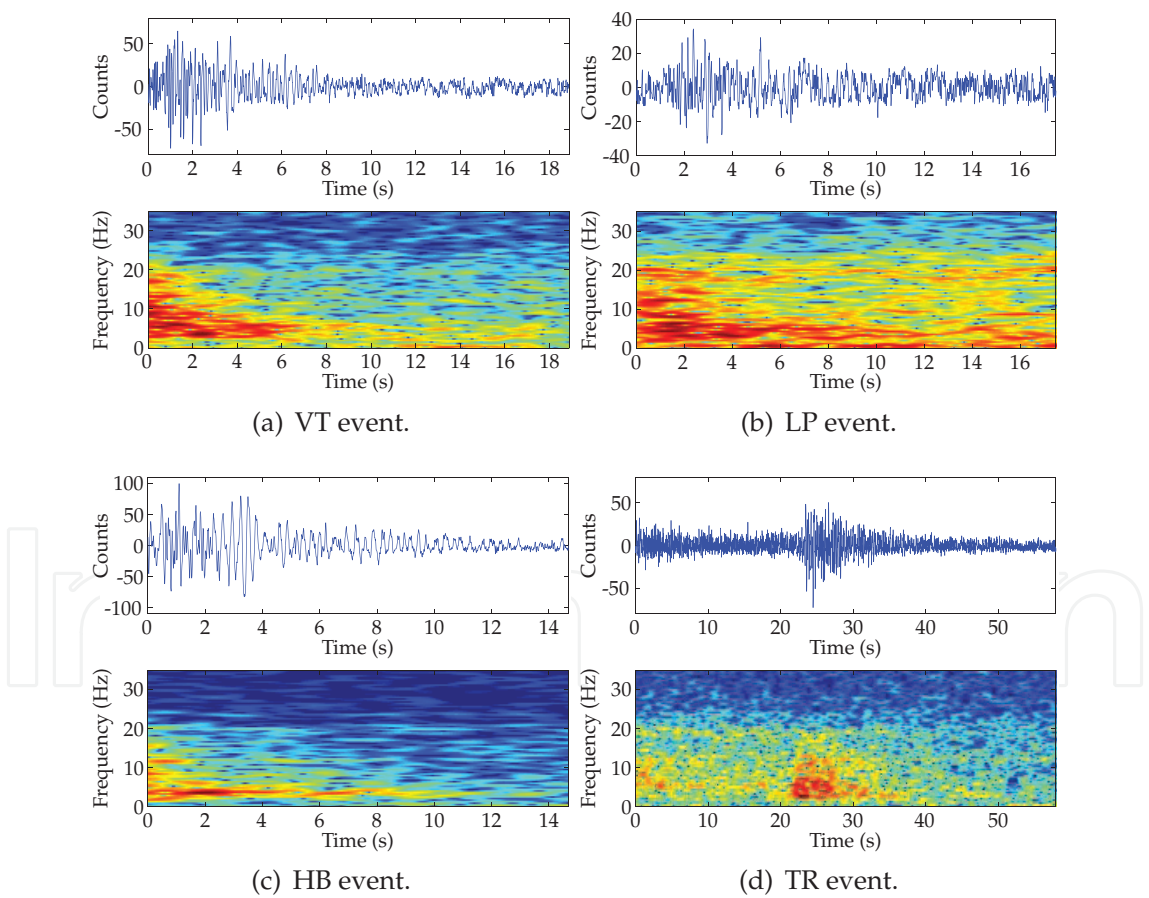 50
0
-50
Counts
0 2 4 6 8 10 12 14 16 18
Time (s)
30
20
10
0
Frequency (Hz)
0 2 4 6 8 10 12 14 16 18
Time (s)
(a) VT event.
40
20
0
-20
-40
Counts
0 2 4 6 8 10 12 14 16
Time (s)
30
20
10
0
Frequency (Hz)
0 2 4 6 8 10 12 14 16
Time (s)
(b) LP event.
100
50
0
-50
-100
Counts
0 2 4 6 8 10 12 14
Time (s)
30
20
10
0
Frequency (Hz)
0 2 4 6 8 10 12 14
Time (s)
(c) HB event.
50
0
-50
Counts
0 10 20 30 40 50
Time (s)
30
20
10
0
Frequency (Hz)
0 10 20 30 40 50
Time (s)
(d) TR event.